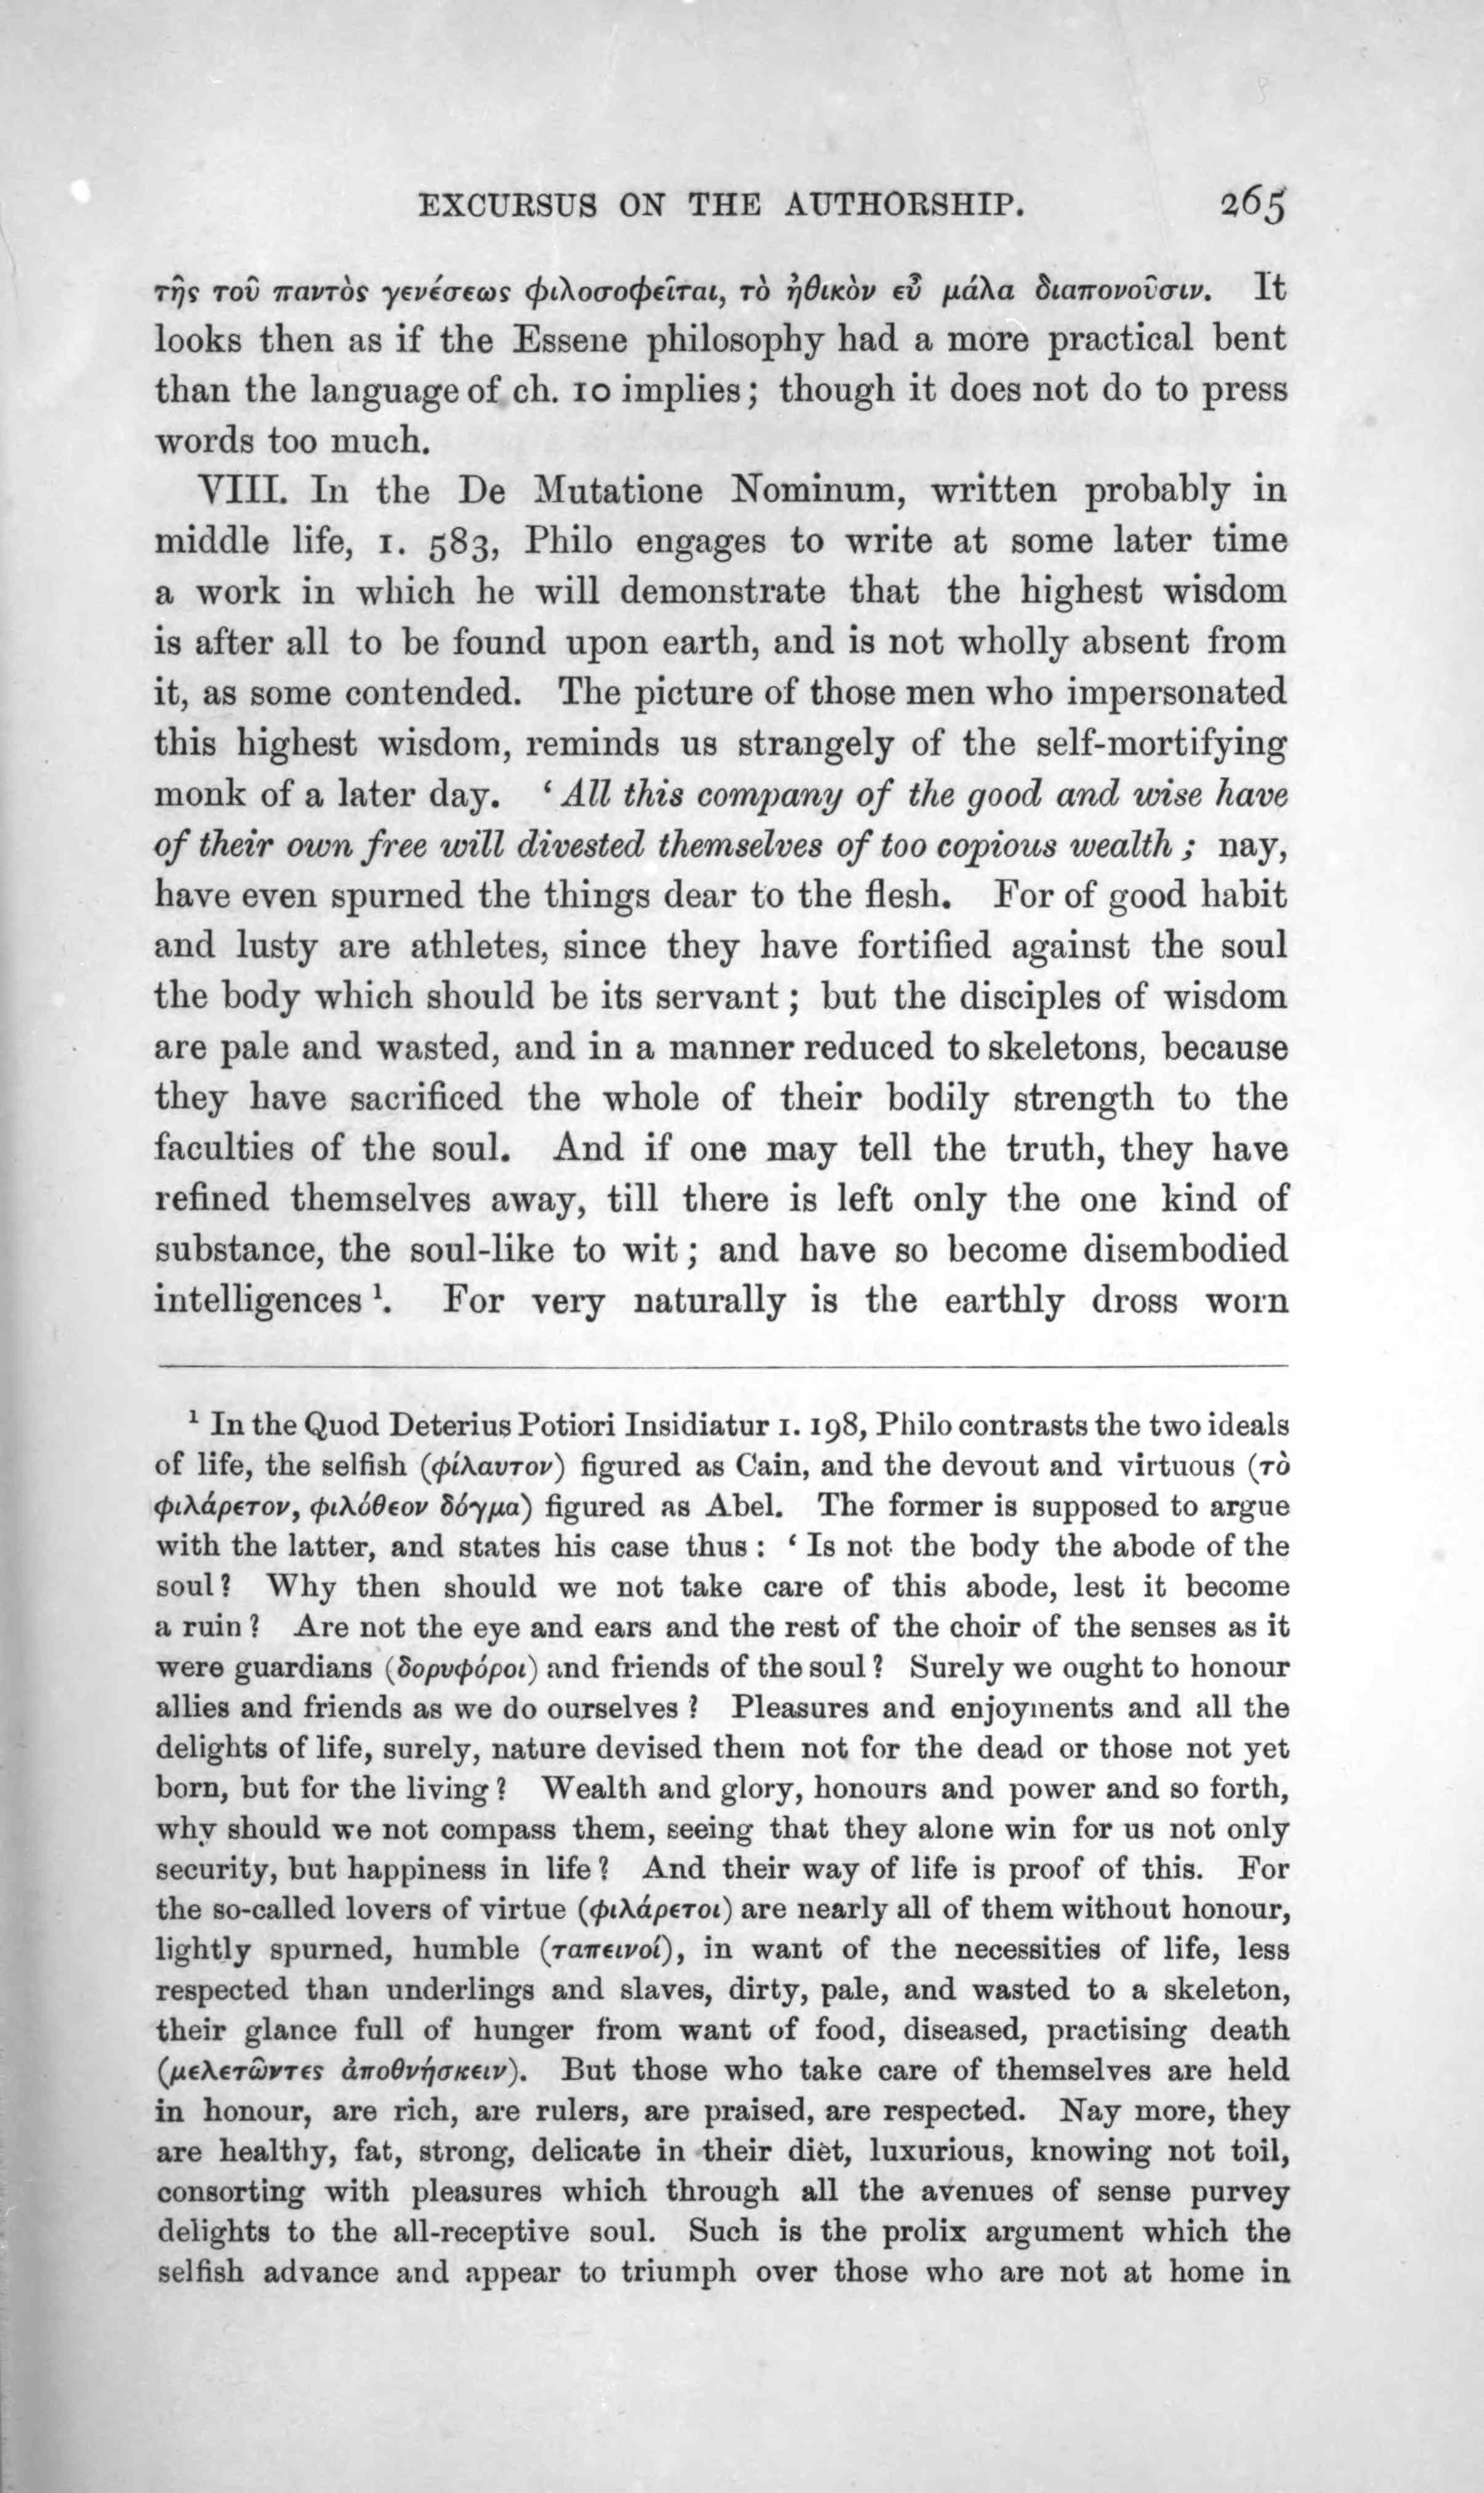 EXCURSUS ON THE AUTHORSHIP. 265
τῆς τοῦ παντὸς γενέσεως φιλοσοφεῖται, τὸ ἠθικὸν εὖ μάλα διαπονοῦσιν. It
looks then as if the Essene philosophy had a more practical bent
than the language of ch. 10 implies; though it does not do to press
words too much.
VIII. In the De Mutatione Nominum, written probably in
middle life, 1. 583, Philo engages to write at some later time
a work in which he will demonstrate that the highest wisdom
is after all to be found upon earth, and is not wholly absent from
it, as some contended. The picture of those men who impersonated
this highest wisdom, reminds us strangely of the self-mortifying
monk of a later day. ‘All this company of the good and wise have
of their own free will divested themselves of too copious wealth; nay,
have even spurned the things dear to the flesh. For of good habit
and lusty are athletes, since they have fortified against the soul
the body which should be its servant; but the disciples of wisdom
are pale and wasted, and in a manner reduced to skeletons, because
they have sacrificed the whole of their bodily strength to the
faculties of the soul. And if one may tell the truth, they have
refined themselves away, till there is left only the one kind of
substance, the soul-like to wit; and have so become disembodied
intelligences ¹. For very naturally is the earthly dross worn
¹ In the Quod Deterius Potiori Insidiatur 1. 198, Philo contrasts the two ideals
of life, the selfish (φίλαυτον) figured as Cain, and the devout and virtuous (τὸ
φιλάρετον, φιλόθεον δόγμα) figured as Abel. The former is supposed to argue
with the latter, and states his case thus: ‘Is not the body the abode of the
soul? Why then should we not take care of this abode, lest it become
a ruin? Are not the eye and ears and the rest of the choir of the senses as it
were guardians (δορυφόροι) and friends of the soul? Surely we ought to honour
allies and friends as we do ourselves? Pleasures and enjoyments and all the
delights of life, surely, nature devised them not for the dead or those not yet
born, but for the living? Wealth and glory, honours and power and so forth,
why should we not compass them, seeing that they alone win for us not only
security, but happiness in life? And their way of life is proof of this. For
the so-called lovers of virtue (φιλάρετοι) are nearly all of them without honour,
lightly spurned, humble (ταπεινοί), in want of the necessities of life, less
respected than underlings and slaves, dirty, pale, and wasted to a skeleton,
their glance full of hunger from want of food, diseased, practising death
(μελετῶντες ἀποθνήσκειν). But those who take care of themselves are held
in honour, are rich, are rulers, are praised, are respected. Nay more, they
are healthy, fat, strong, delicate in their diet, luxurious, knowing not toil,
consorting with pleasures which through all the avenues of sense purvey
delights to the all-receptive soul. Such is the prolix argument which the
selfish advance and appear to triumph over those who are not at home in